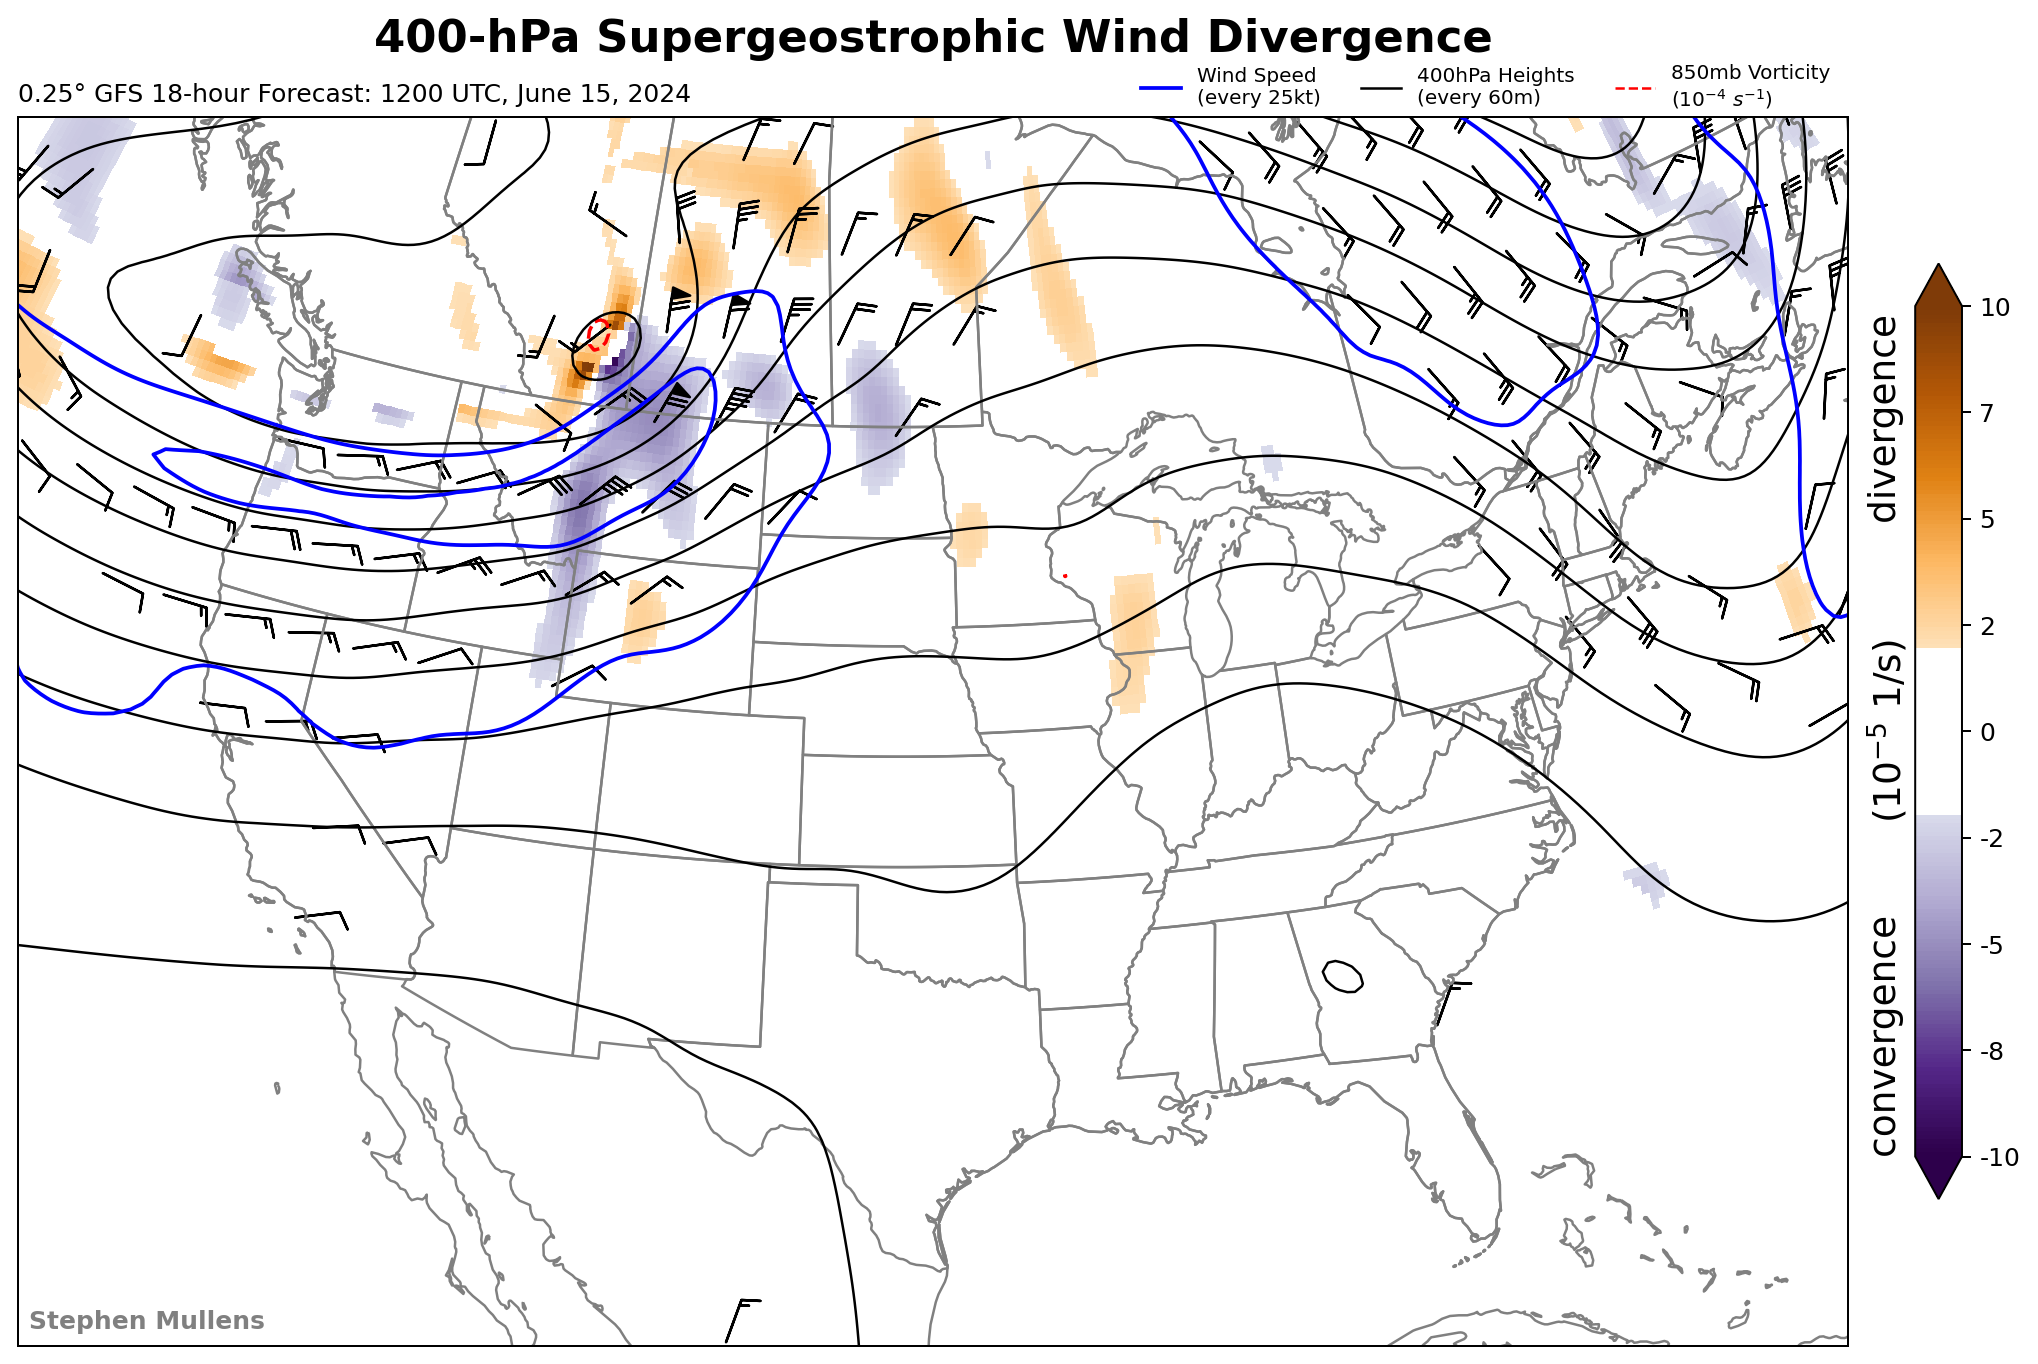 400-hPa Supergeostrophic Wind Divergence
0.25° GFS 18-hour Forecast: 1200 UTC, June 15, 2024
Wind Speed
(every 25kt)
400hPa Heights
(every 60m)
850mb Vorticity
(10⁻⁴ s⁻¹)
10
7
5
2
0
-2
-5
-8
-10
convergence (10⁻⁵ 1/s) divergence
Stephen Mullens